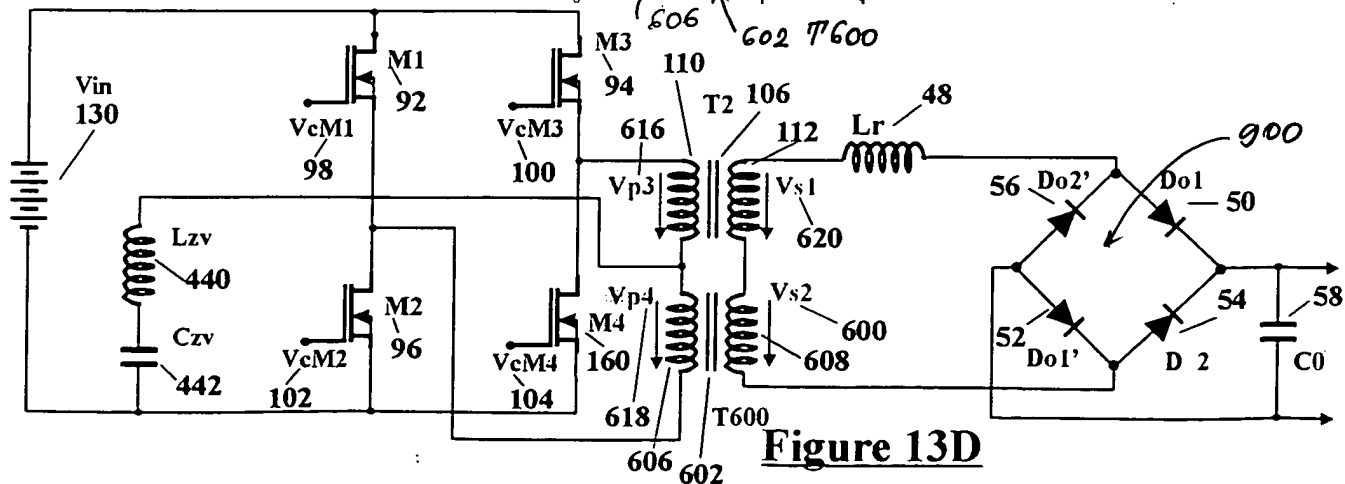 606
602 T600
Vin
130
M1
92
VcM1
98
M3
94
VcM3
100
110
T2
106
112
616
Vp3
Vs1
620
Lr
48
900
56
Do2'
Do1
50
Lzv
440
Czv
442
M2
96
VcM2
102
M4
160
VcM4
104
Vp4
618
606
602
T600
Vs2
600
608
52
Do1'
D 2
54
58
C0
Figure 13D